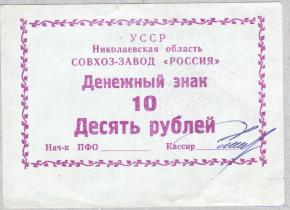 УССР
Николаевская область
СОВХОЗ-ЗАВОД «РОССИЯ»
Денежный знак
10
Десять рублей
Нач-к ПФО Кассир